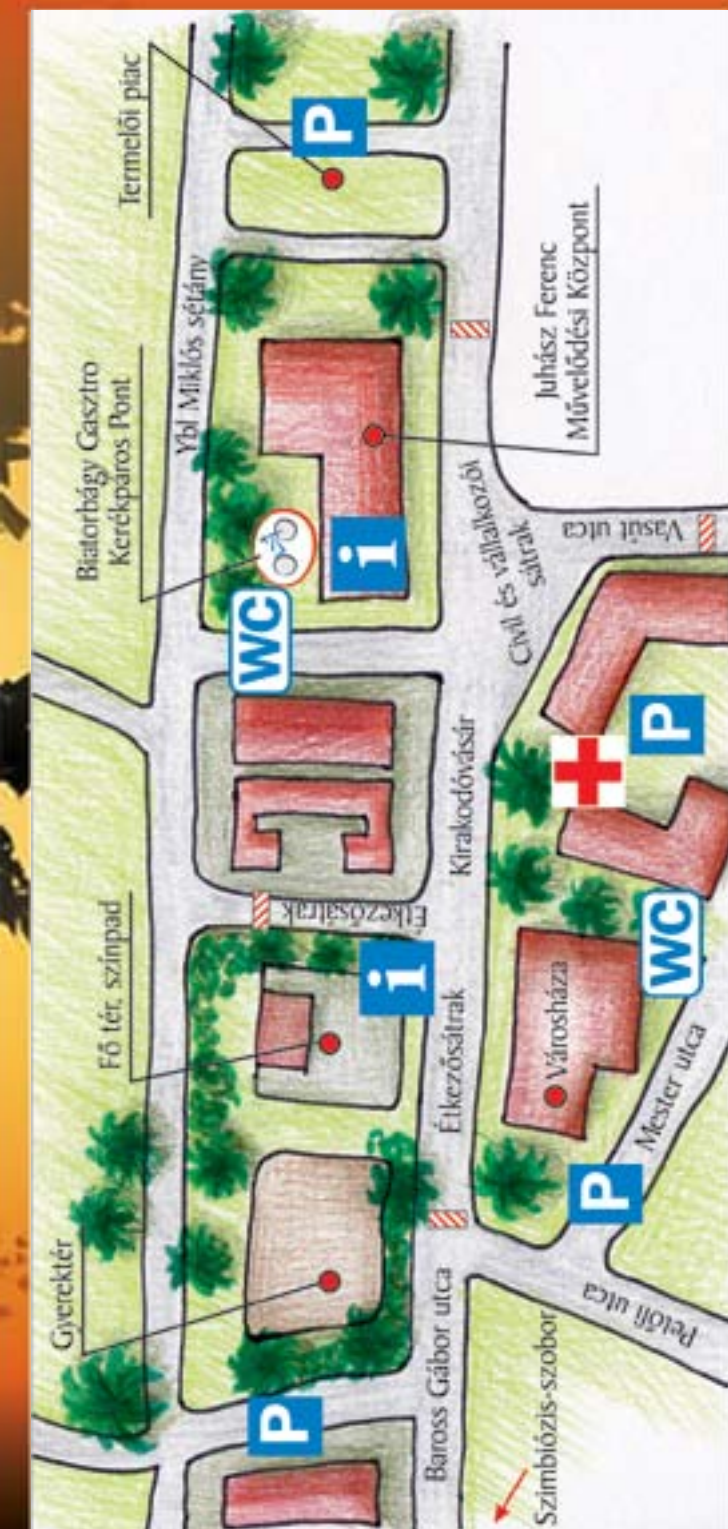 Gyerektér
Fő tér, színpad
Biatorbágy Gasztro
Kerékpáros Pont
Termelői piac
Ybl Miklós sétány
P
P
WC
i
i
Étkezősátrak
Baross Gábor utca
Étkezősátrak
Kirakodóvásár
Civil és vállalkozói
sátrak
Juhász Ferenc
Művelődési Központ
Vasút utca
Városháza
P
WC
P
Mester utca
Petőfi utca
Szimbiózis-szobor